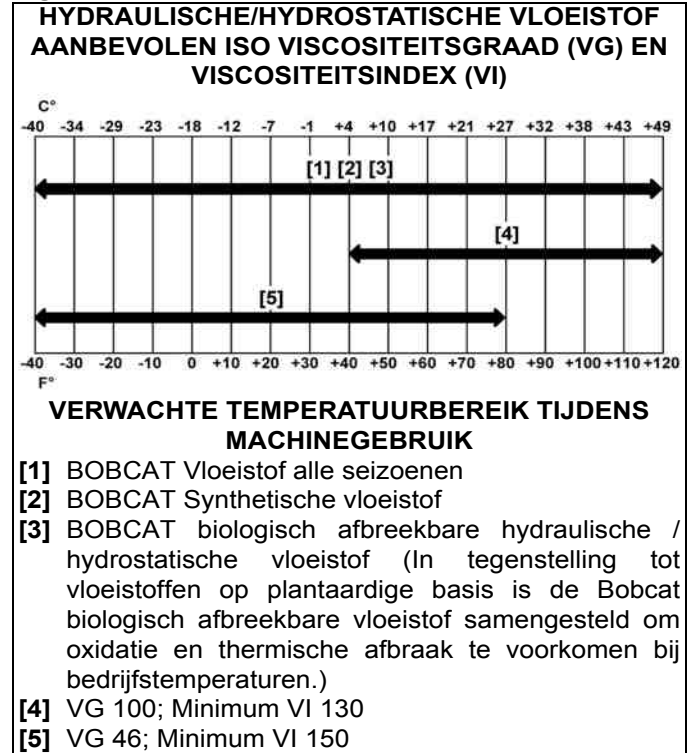 HYDRAULISCHE/HYDROSTATISCHE VLOEISTOF
AANBEVOLEN ISO VISCOSITEITSGRAAD (VG) EN
VISCOSITEITSINDEX (VI)
C°
-40 -34 -29 -23 -18 -12 -7 -1 +4 +10 +17 +21 +27 +32 +38 +43 +49
[1] [2] [3]
[4]
[5]
-40 -30 -20 -10 0 +10 +20 +30 +40 +50 +60 +70 +80 +90 +100 +110 +120
F°
VERWACHTE TEMPERATUURBEREIK TIJDENS
MACHINEGEBRUIK
[1] BOBCAT Vloeistof alle seizoenen
[2] BOBCAT Synthetische vloeistof
[3] BOBCAT biologisch afbreekbare hydraulische /
hydrostatische vloeistof (In tegenstelling tot
vloeistoffen op plantaardige basis is de Bobcat
biologisch afbreekbare vloeistof samengesteld om
oxidatie en thermische afbraak te voorkomen bij
bedrijfstemperaturen.)
[4] VG 100; Minimum VI 130
[5] VG 46; Minimum VI 150